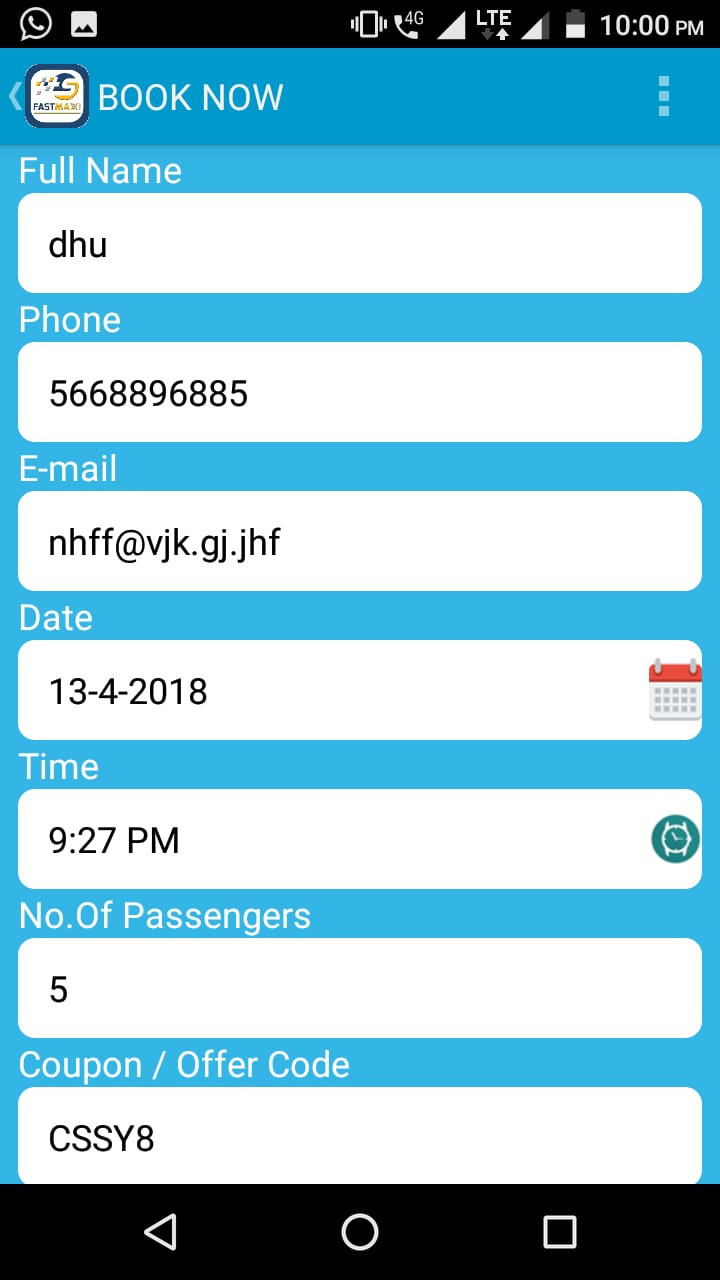 4G LTE 10:00 PM
FASTMAXI BOOK NOW
Full Name
dhu
Phone
5668896885
E-mail
nhff@vjk.gj.jhf
Date
13-4-2018
Time
9:27 PM
No.Of Passengers
5
Coupon / Offer Code
CSSY8